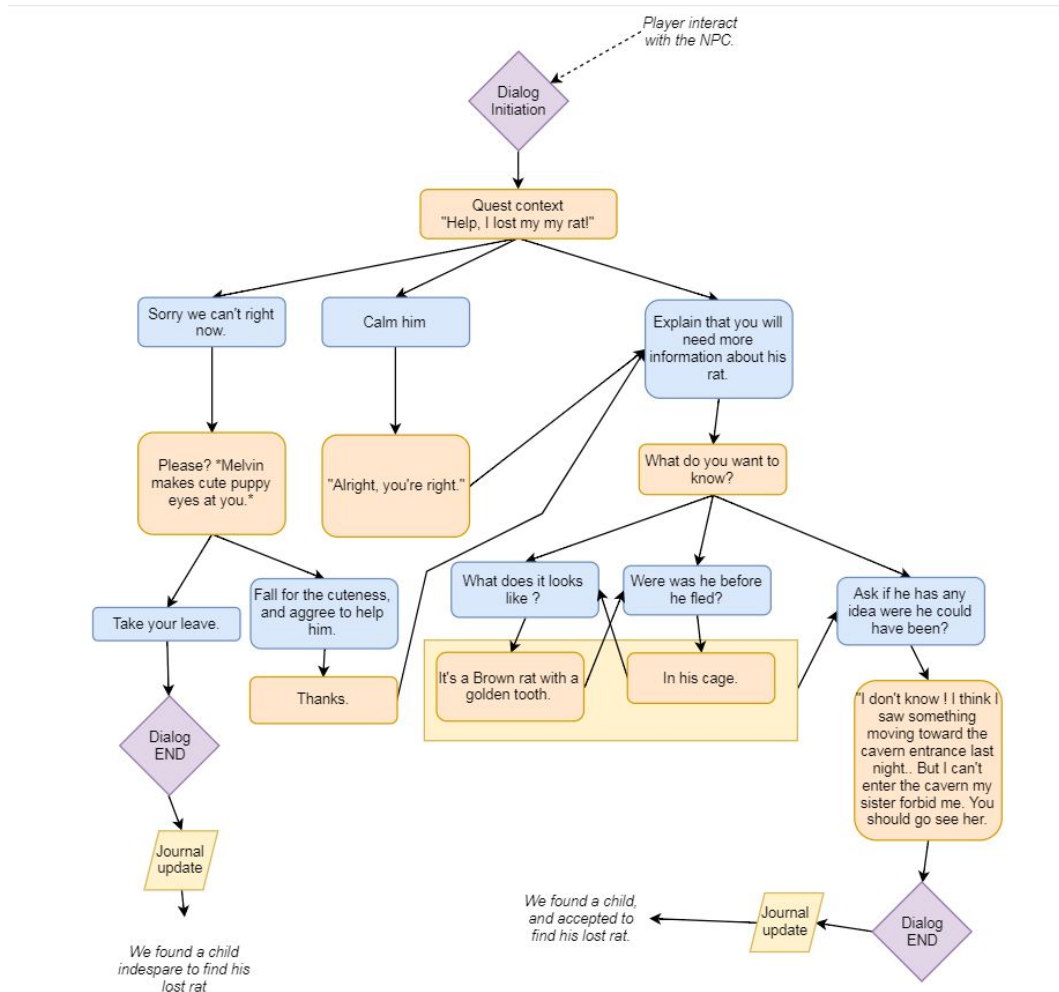 Player interact
with the NPC.
Dialog
Initiation
Quest context
"Help, I lost my my rat!"
Sorry we can't right
now.
Calm him
Explain that you will
need more
information about his
rat.
Please? *Melvin
makes cute puppy
eyes at you.*
"Alright, you're right."
What do you want to
know?
Take your leave.
Fall for the cuteness,
and aggree to help
him.
What does it looks
like ?
Were was he before
he fled?
Ask if he has any
idea were he could
have been?
Thanks.
It's a Brown rat with a
golden tooth.
In his cage.
"I don't know ! I think I
saw something
moving toward the
cavern entrance last
night.. But I can't
enter the cavern my
sister forbid me. You
should go see her.
Dialog
END
Journal
update
We found a child
indespare to find his
lost rat
We found a child,
and accepted to
find his lost rat.
Journal
update
Dialog
END